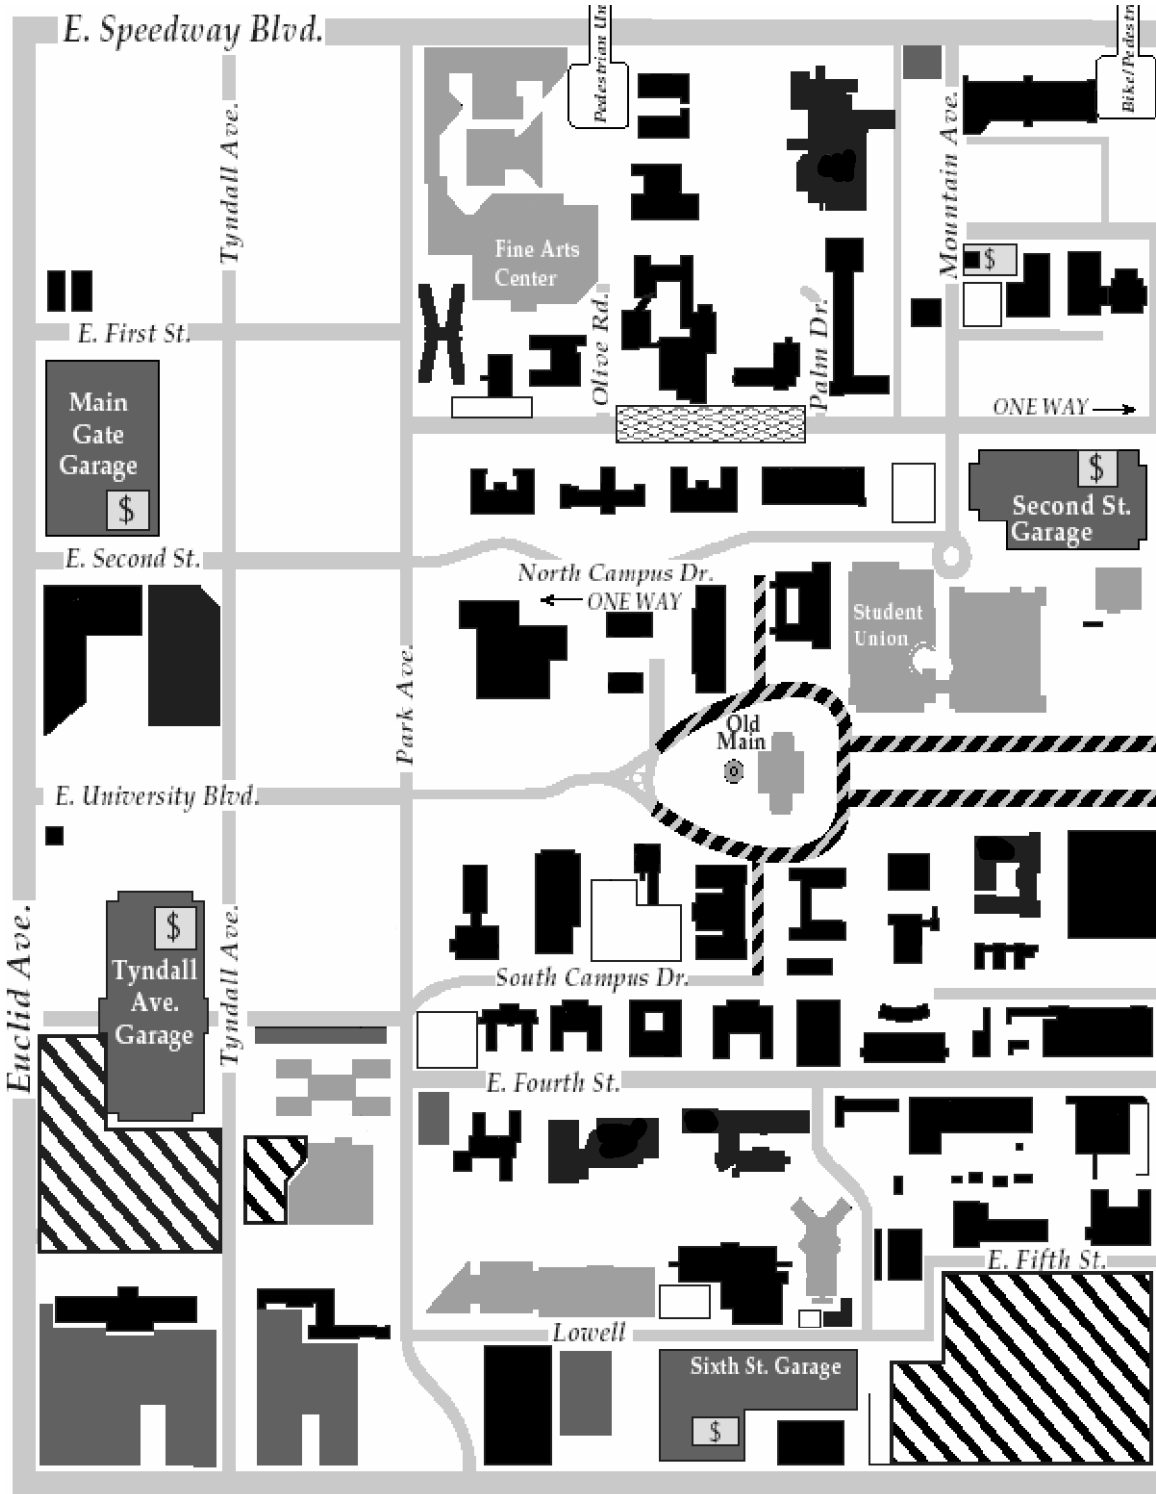 E. Speedway Blvd.
Pedestrian Un
Bike/Pedestr
Tyndall Ave.
Mountain Ave.
Fine Arts
Center
$
E. First St.
Olive Rd.
Palm Dr.
Main
Gate
Garage
$
ONE WAY
$
Second St.
Garage
E. Second St.
North Campus Dr.
ONE WAY
Student
Union
Park Ave.
Old
Main
E. University Blvd.
Euclid Ave.
$
Tyndall
Ave.
Garage
Tyndall Ave.
South Campus Dr.
E. Fourth St.
E. Fifth St.
Lowell
Sixth St. Garage
$